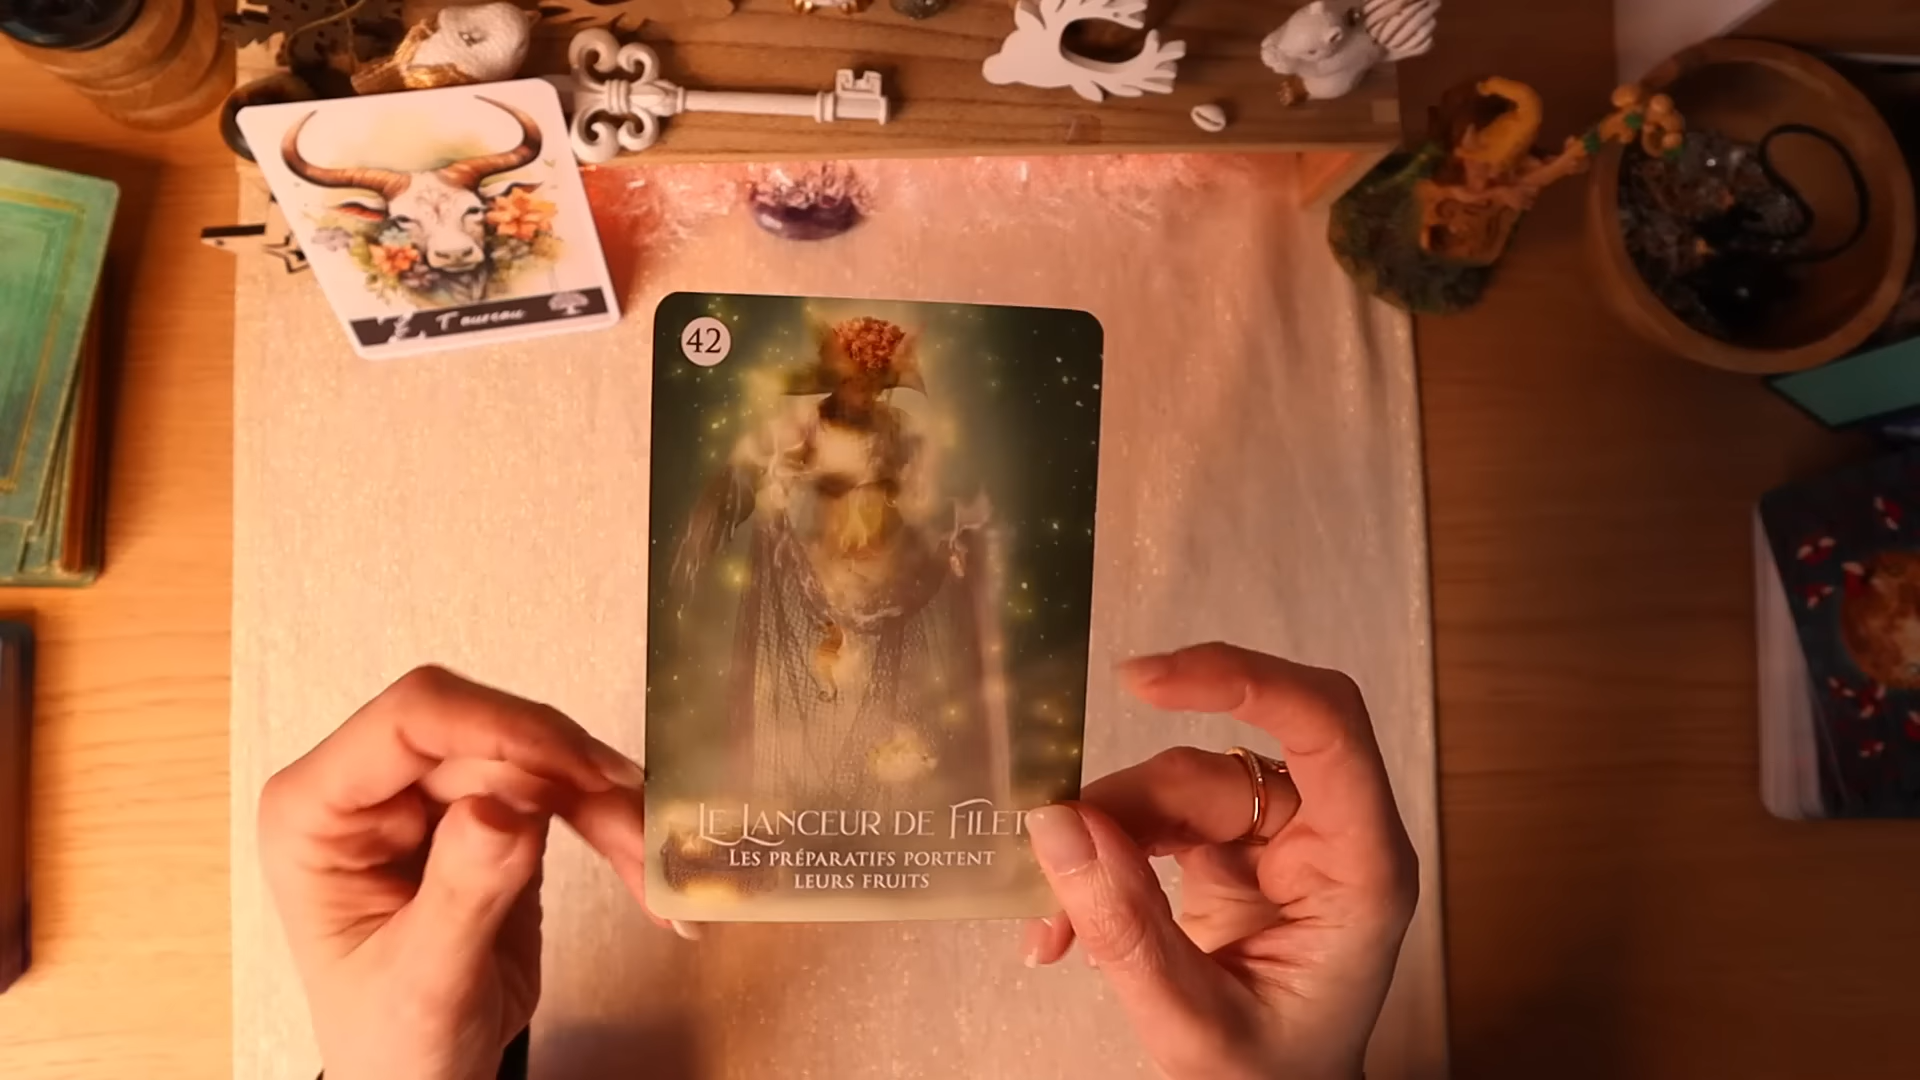 Taureau
42
Le Lanceur de Filet
Les préparatifs portent
leurs fruits